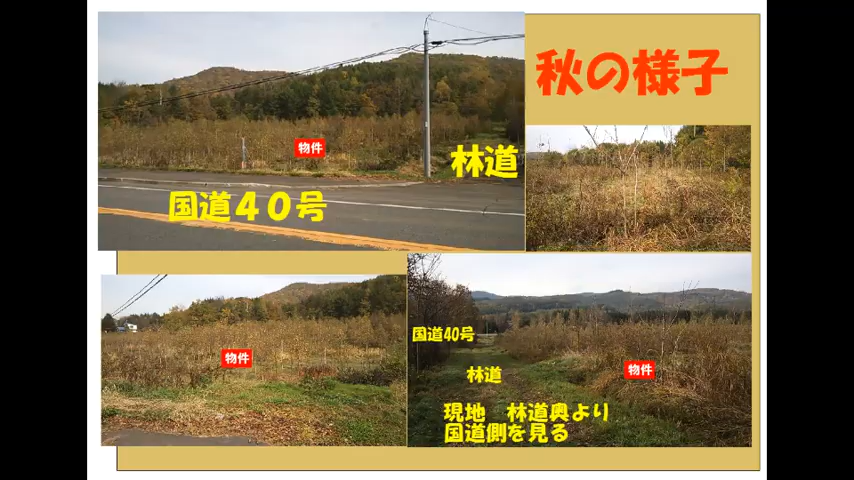 秋の様子
物件
林道
国道４０号
物件
国道40号
林道
物件
現地　林道奥より
国道側を見る